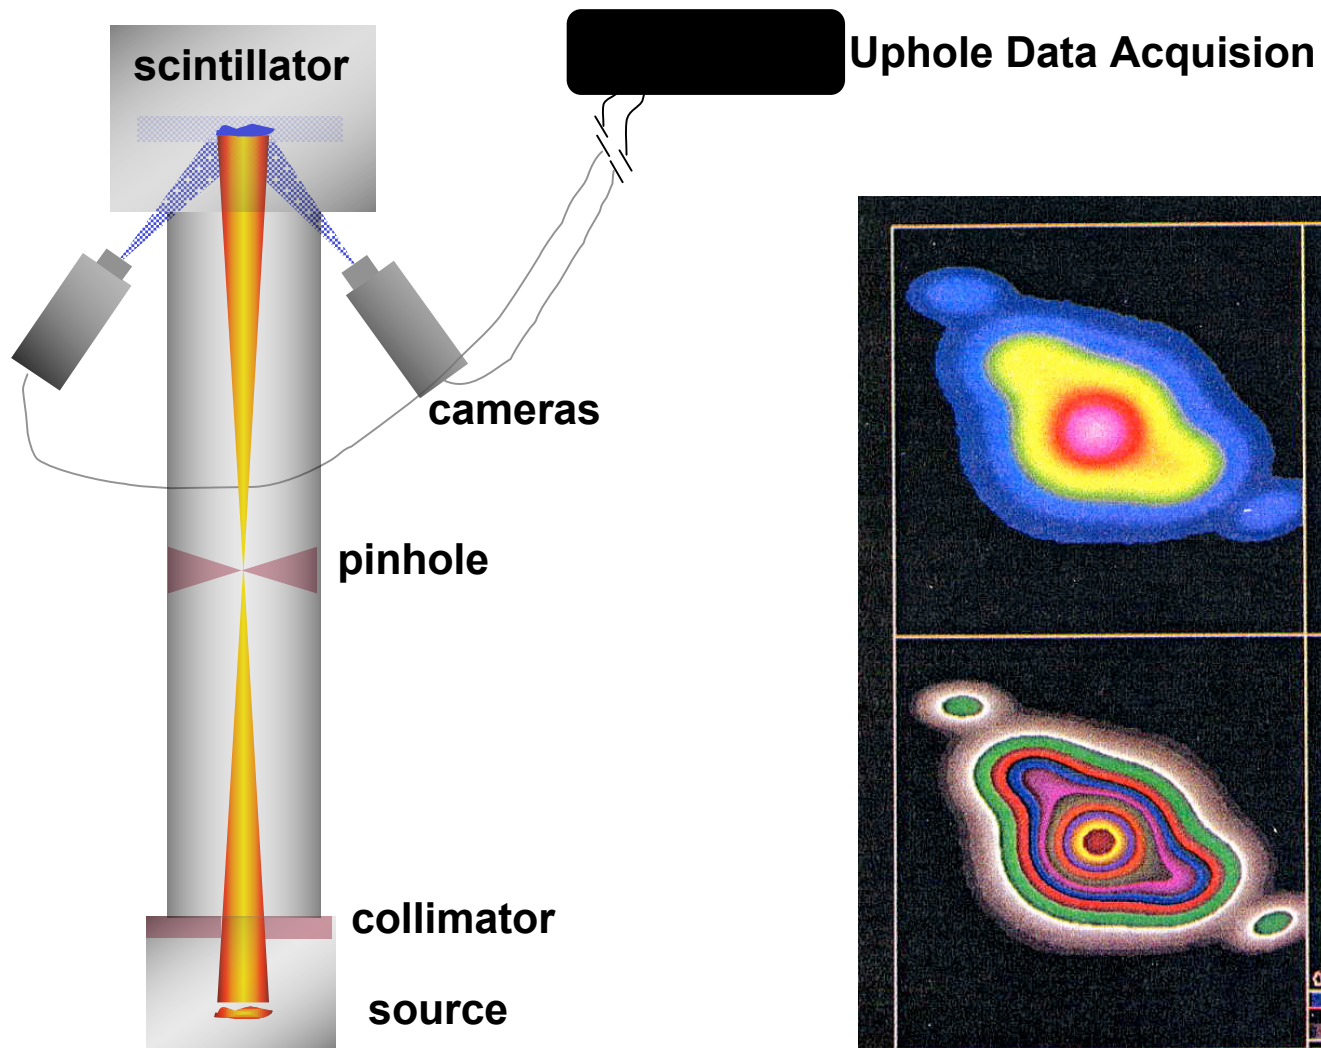 scintillator
Uphole Data Acquision
cameras
pinhole
collimator
source